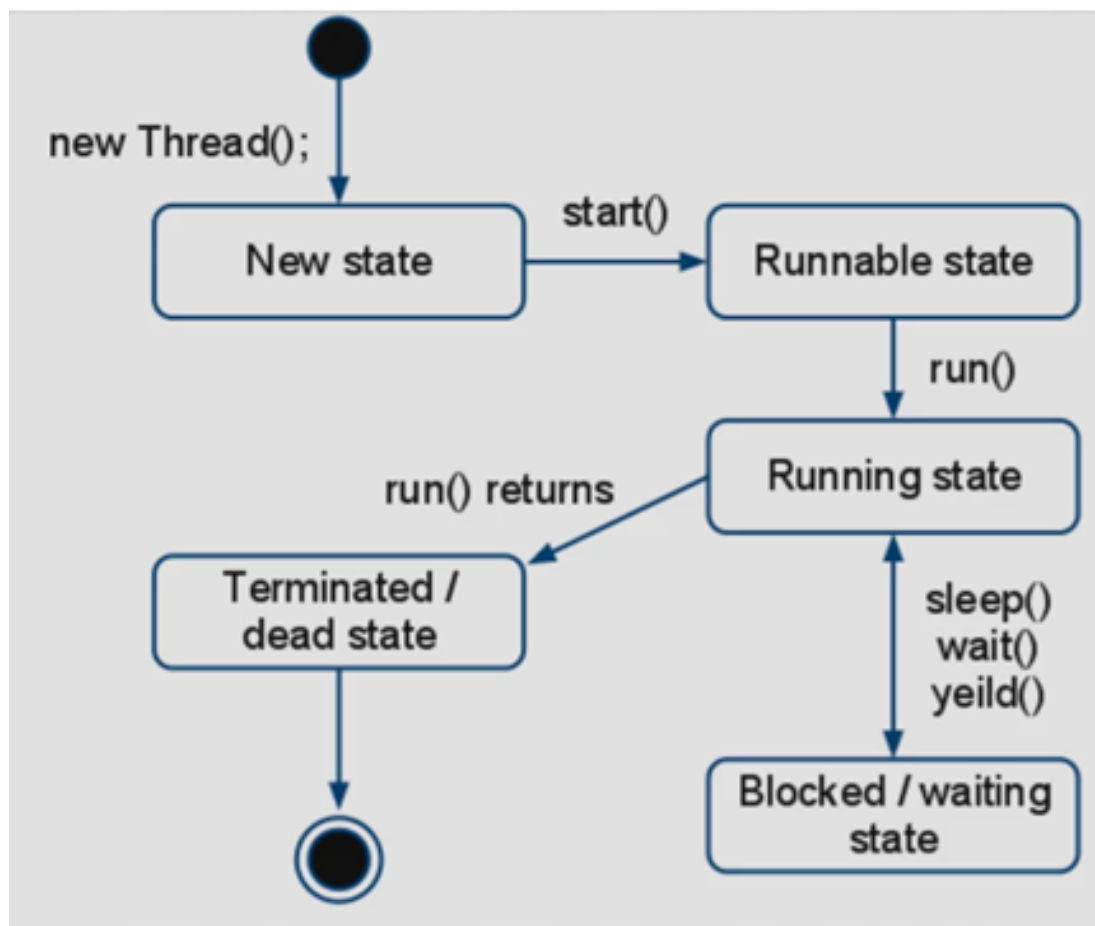 new Thread();
New state
start()
Runnable state
run()
Running state
run() returns
Terminated /
dead state
sleep()
wait()
yeild()
Blocked / waiting
state